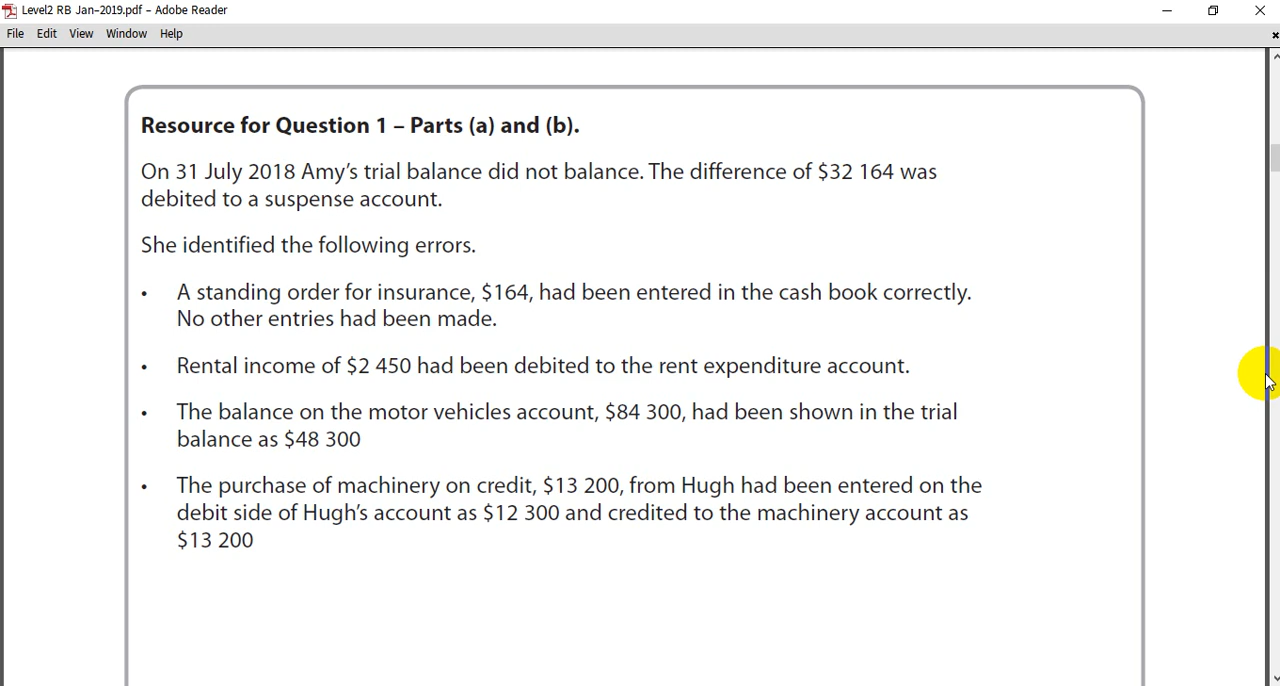 Level2 RB Jan-2019.pdf - Adobe Reader
File Edit View Window Help
Resource for Question 1 – Parts (a) and (b).
On 31 July 2018 Amy’s trial balance did not balance. The difference of $32 164 was
debited to a suspense account.
She identified the following errors.
• A standing order for insurance, $164, had been entered in the cash book correctly.
No other entries had been made.
• Rental income of $2 450 had been debited to the rent expenditure account.
• The balance on the motor vehicles account, $84 300, had been shown in the trial
balance as $48 300
• The purchase of machinery on credit, $13 200, from Hugh had been entered on the
debit side of Hugh’s account as $12 300 and credited to the machinery account as
$13 200